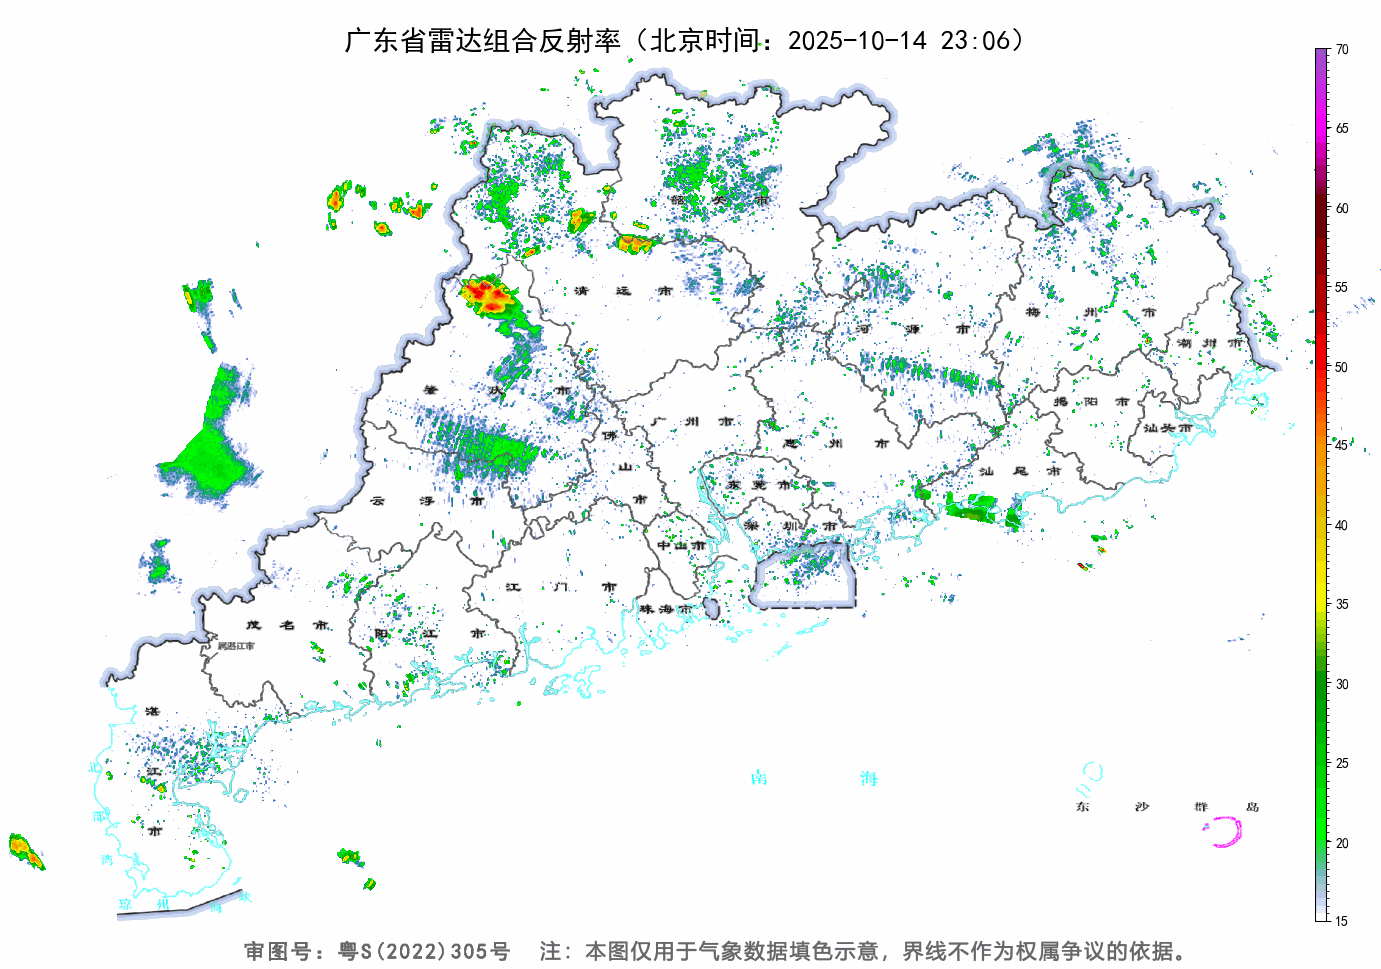 广东省雷达组合反射率（北京时间：2025-10-14 23:06）
70
65
60
55
50
45
40
35
30
25
20
15
韶关市
清远市
河源市
梅州市
潮州市
肇庆市
广州市
佛山市
惠州市
揭阳市
汕头市
汕尾市
云浮市
东莞市
深圳市
中山市
江门市
珠海市
茂名市
阳江市
属湛江市
湛江市
北部湾
南海
东沙群岛
琼州海峡
审图号：粤S(2022)305号 注：本图仅用于气象数据填色示意，界线不作为权属争议的依据。